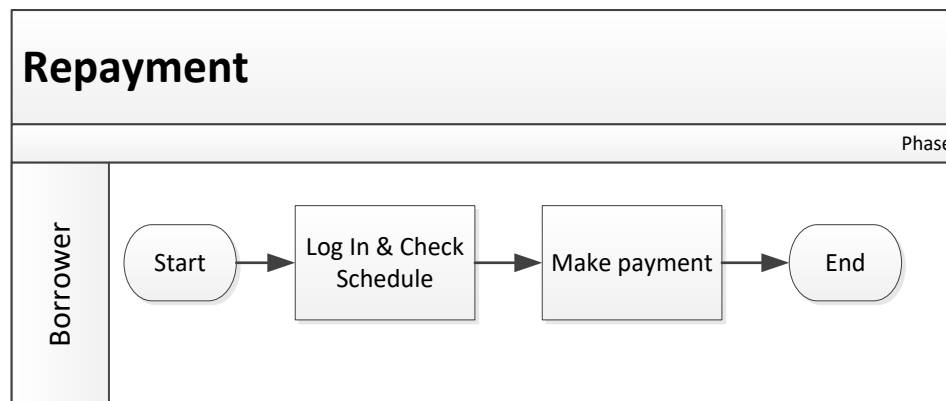 Repayment
Phase
Borrower
Start
Log In & Check
Schedule
Make payment
End